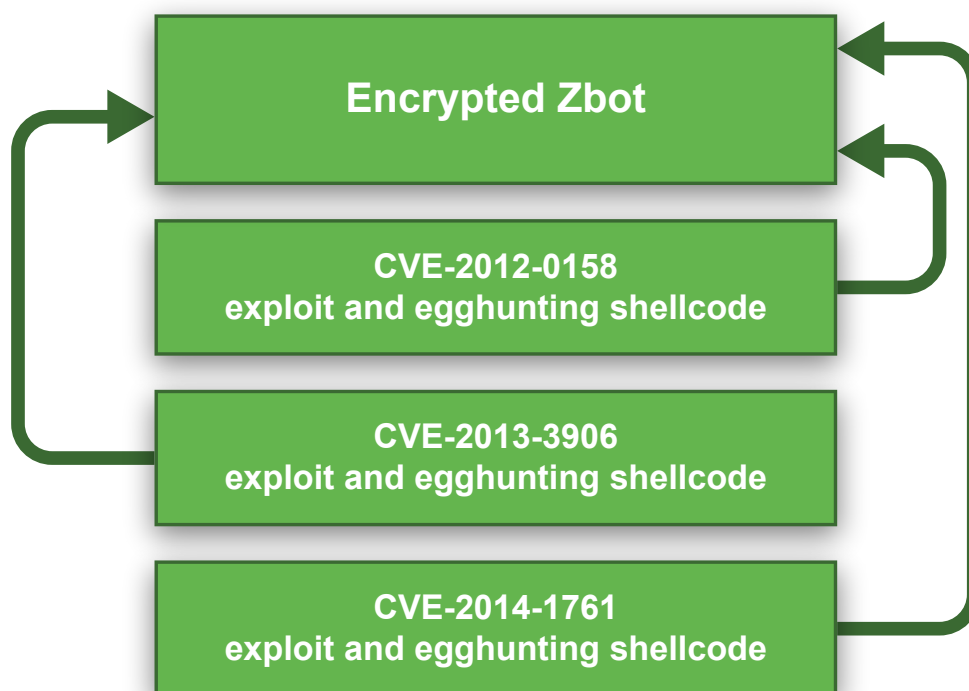 Encrypted Zbot
CVE-2012-0158
exploit and egghunting shellcode
CVE-2013-3906
exploit and egghunting shellcode
CVE-2014-1761
exploit and egghunting shellcode